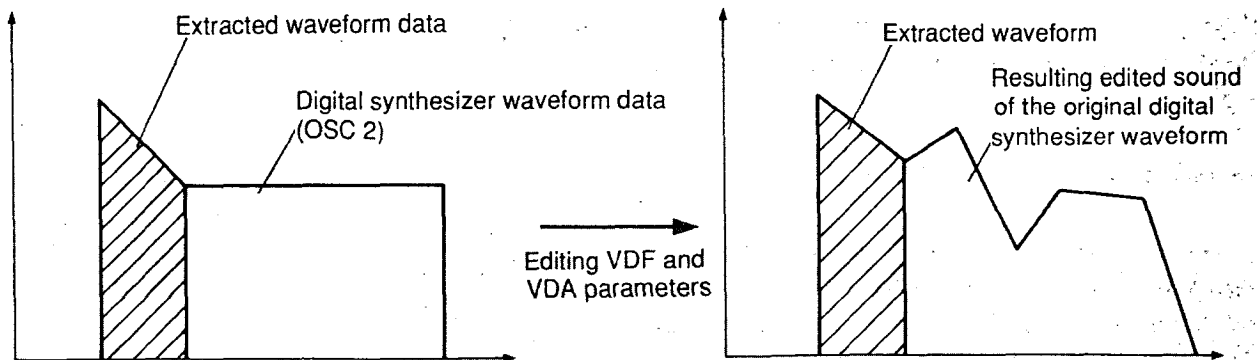 Extracted waveform data
Digital synthesizer waveform data
(OSC 2)
Editing VDF and
VDA parameters
Extracted waveform
Resulting edited sound
of the original digital
synthesizer waveform